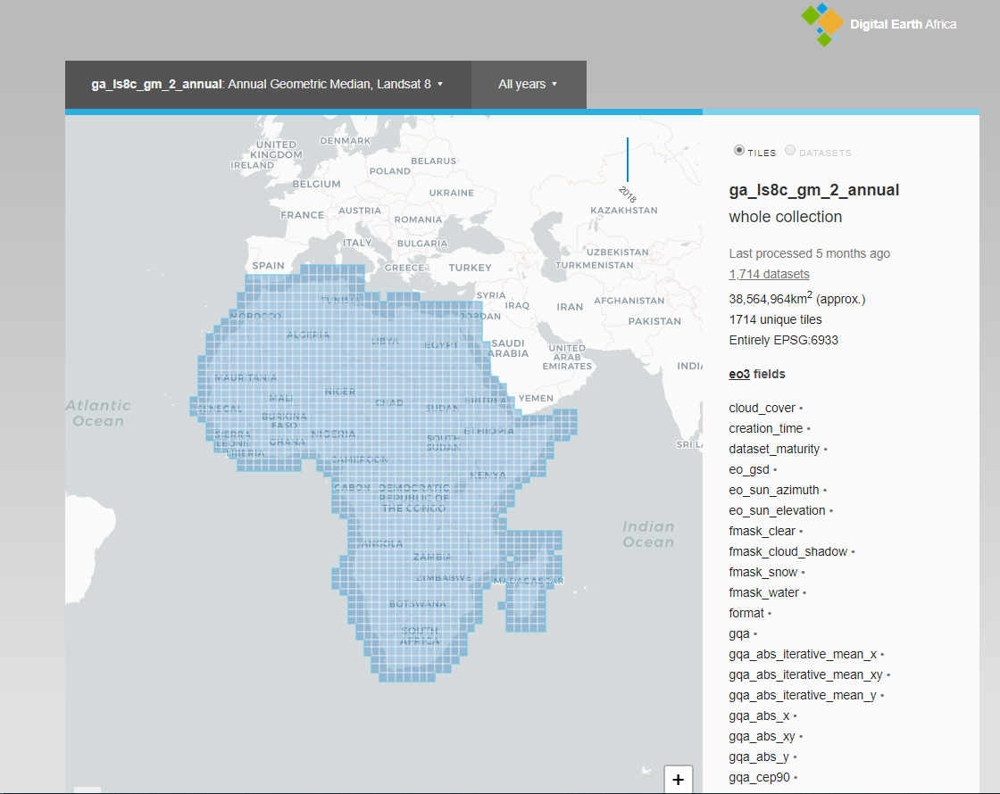 Digital Earth Africa
ga_ls8c_gm_2_annual: Annual Geometric Median, Landsat 8 ▾
All years ▾
UNITED
KINGDOM
DENMARK
IRELAND
BELARUS
POLAND
BELGIUM
UKRAINE
FRANCE
AUSTRIA
ROMANIA
KAZAKHSTAN
2018
ITALY
BULGARIA
UZBEKISTAN
SPAIN
GREECE
TURKEY
TURKMENISTAN
TUNISIA
SYRIA
IRAQ
IRAN
AFGHANISTAN
MOROCCO
JORDAN
PAKISTAN
ALGERIA
LIBYA
EGYPT
SAUDI
ARABIA
UNITED
ARAB
EMIRATES
INDIA
MAURITANIA
MALI
NIGER
CHAD
SUDAN
ERITREA
YEMEN
Atlantic
Ocean
SENEGAL
BURKINA
FASO
SIERRA
LEONE
LIBERIA
GHANA
NIGERIA
SOUTH
SUDAN
ETHIOPIA
SRI L
CAMEROON
KENYA
GABON
DEMOCRATIC
REPUBLIC OF
THE CONGO
Indian
Ocean
ANGOLA
ZAMBIA
ZIMBABWE
MADAGASCAR
BOTSWANA
SOUTH
AFRICA
+
TILES DATASETS
ga_ls8c_gm_2_annual
whole collection
Last processed 5 months ago
1,714 datasets
38,564,964km² (approx.)
1714 unique tiles
Entirely EPSG:6933
eo3 fields
cloud_cover •
creation_time •
dataset_maturity •
eo_gsd •
eo_sun_azimuth •
eo_sun_elevation •
fmask_clear •
fmask_cloud_shadow •
fmask_snow •
fmask_water •
format •
gqa •
gqa_abs_iterative_mean_x •
gqa_abs_iterative_mean_xy •
gqa_abs_iterative_mean_y •
gqa_abs_x •
gqa_abs_xy •
gqa_abs_y •
gqa_cep90 •